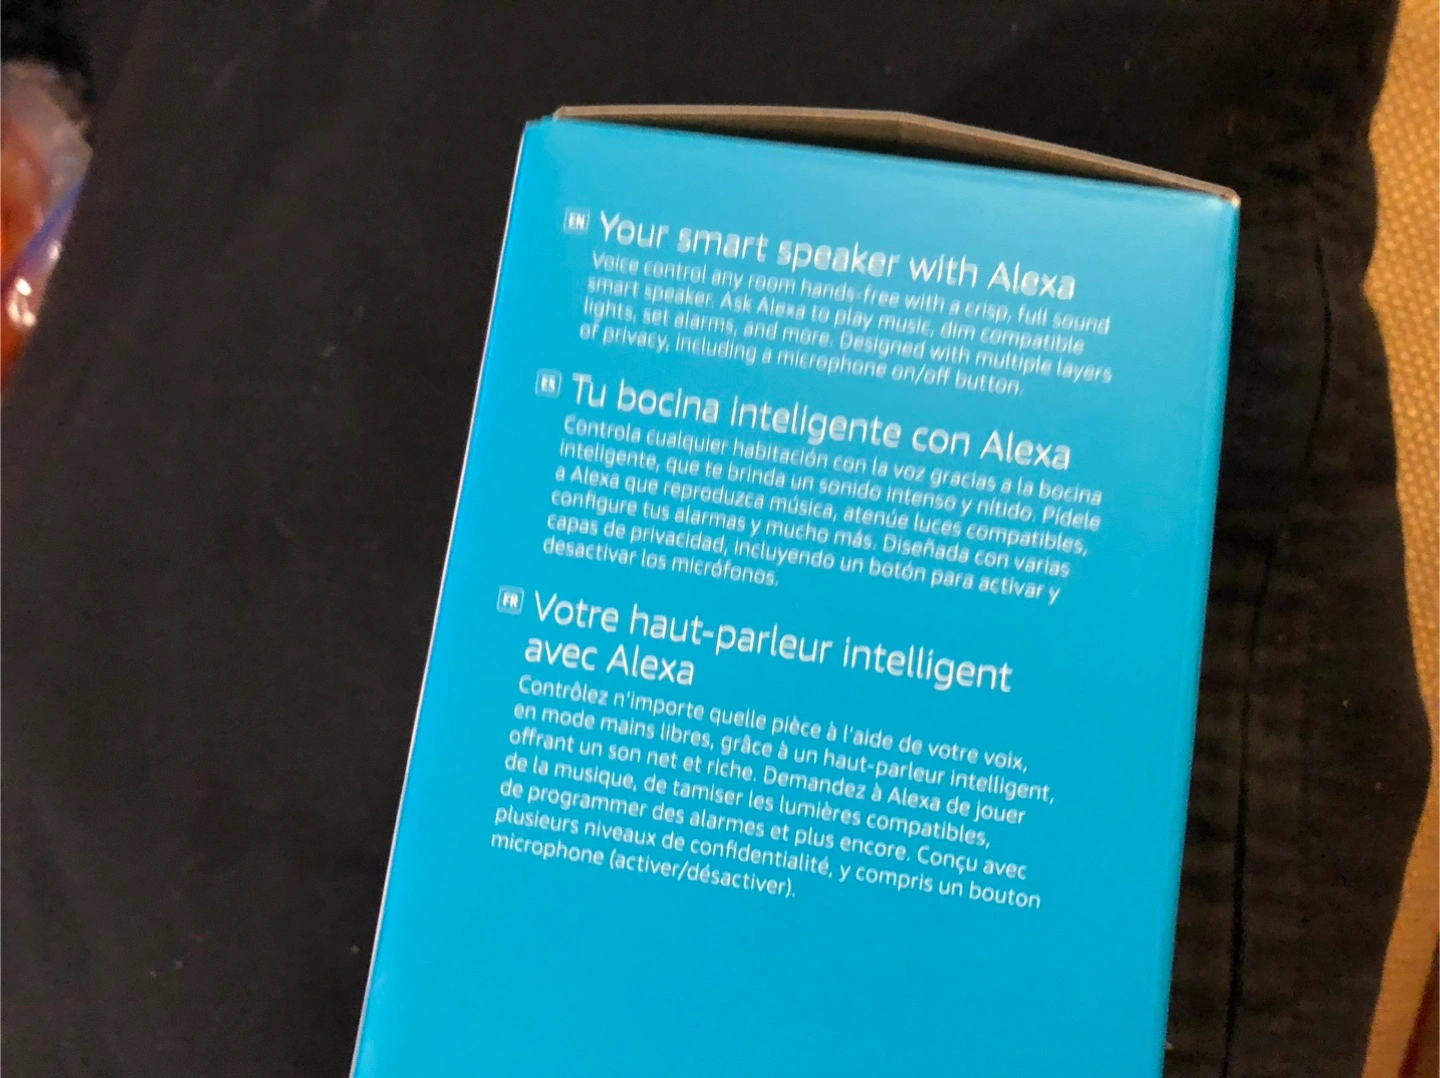 EN Your smart speaker with Alexa
Voice control any room hands-free with a crisp, full sound
smart speaker. Ask Alexa to play music, dim compatible
lights, set alarms, and more. Designed with multiple layers
of privacy, including a microphone on/off button.
ES Tu bocina inteligente con Alexa
Controla cualquier habitación con la voz gracias a la bocina
inteligente, que te brinda un sonido intenso y nítido. Pídele
a Alexa que reproduzca música, atenúe luces compatibles,
configure tus alarmas y mucho más. Diseñada con varias
capas de privacidad, incluyendo un botón para activar y
desactivar los micrófonos.
FR Votre haut-parleur intelligent
avec Alexa
Contrôlez n'importe quelle pièce à l'aide de votre voix,
en mode mains libres, grâce à un haut-parleur intelligent,
offrant un son net et riche. Demandez à Alexa de jouer
de la musique, de tamiser les lumières compatibles,
de programmer des alarmes et plus encore. Conçu avec
plusieurs niveaux de confidentialité, y compris un bouton
microphone (activer/désactiver).